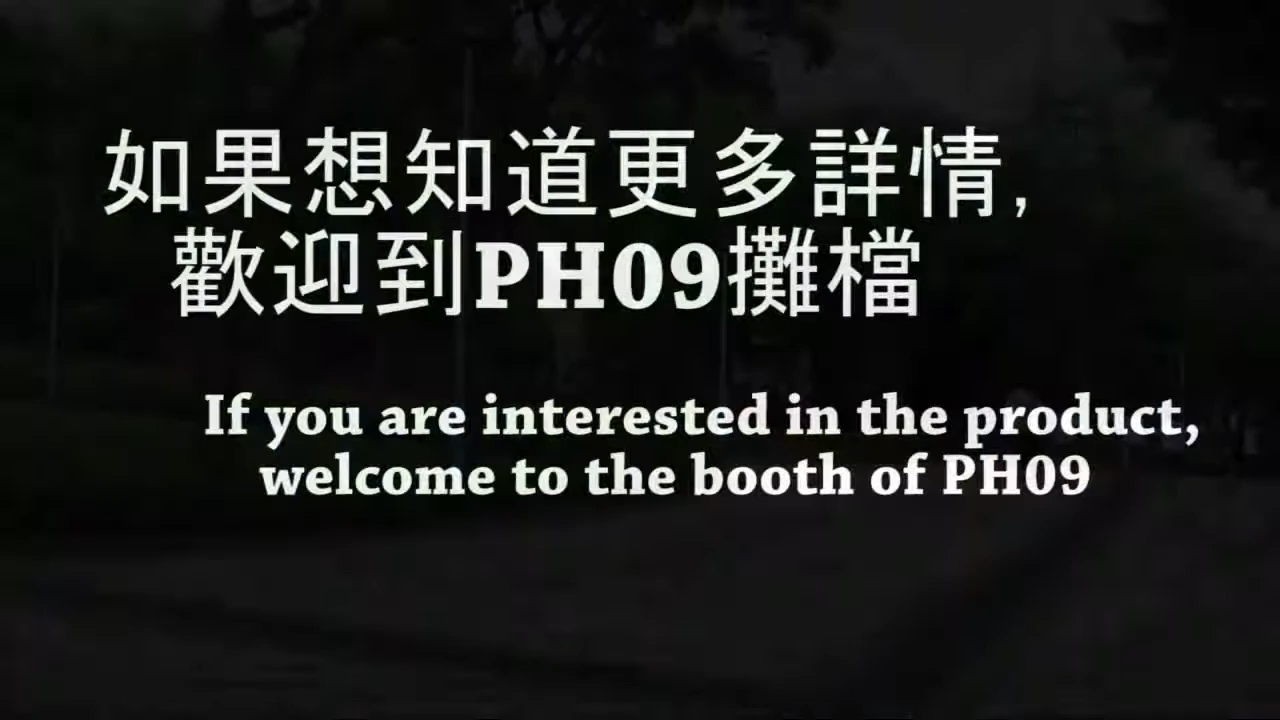 如果想知道更多詳情,
歡迎到PH09攤檔
If you are interested in the product,
welcome to the booth of PH09